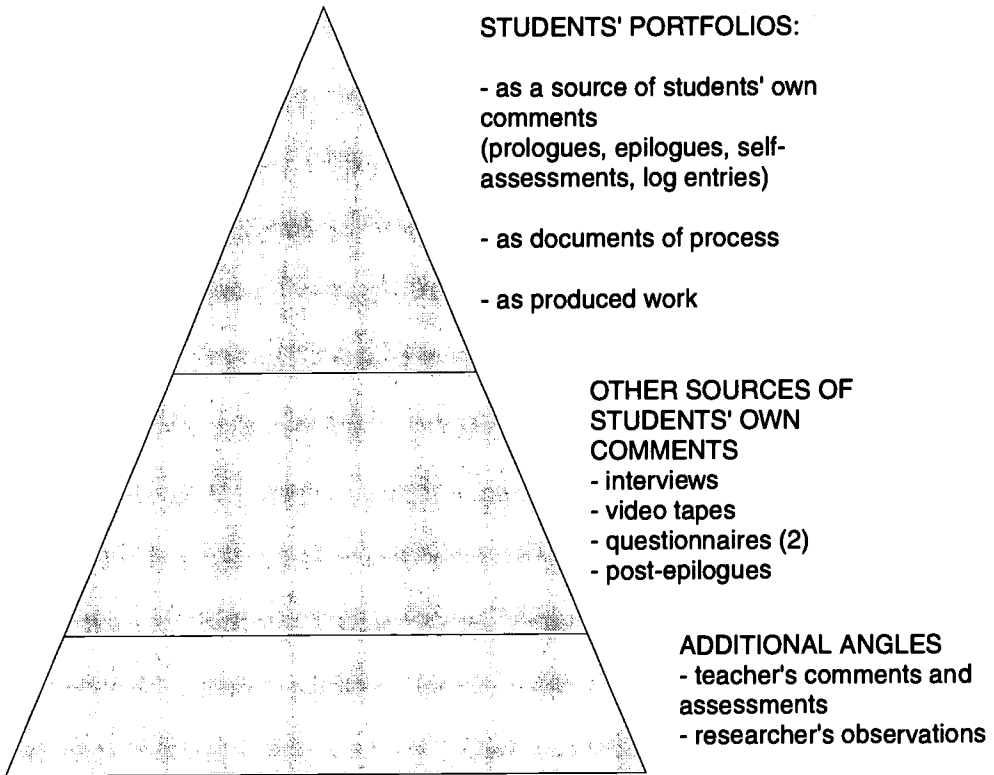 STUDENTS' PORTFOLIOS:
- as a source of students' own
comments
(prologues, epilogues, self-
assessments, log entries)
- as documents of process
- as produced work
OTHER SOURCES OF
STUDENTS' OWN
COMMENTS
- interviews
- video tapes
- questionnaires (2)
- post-epilogues
ADDITIONAL ANGLES
- teacher's comments and
assessments
- researcher's observations